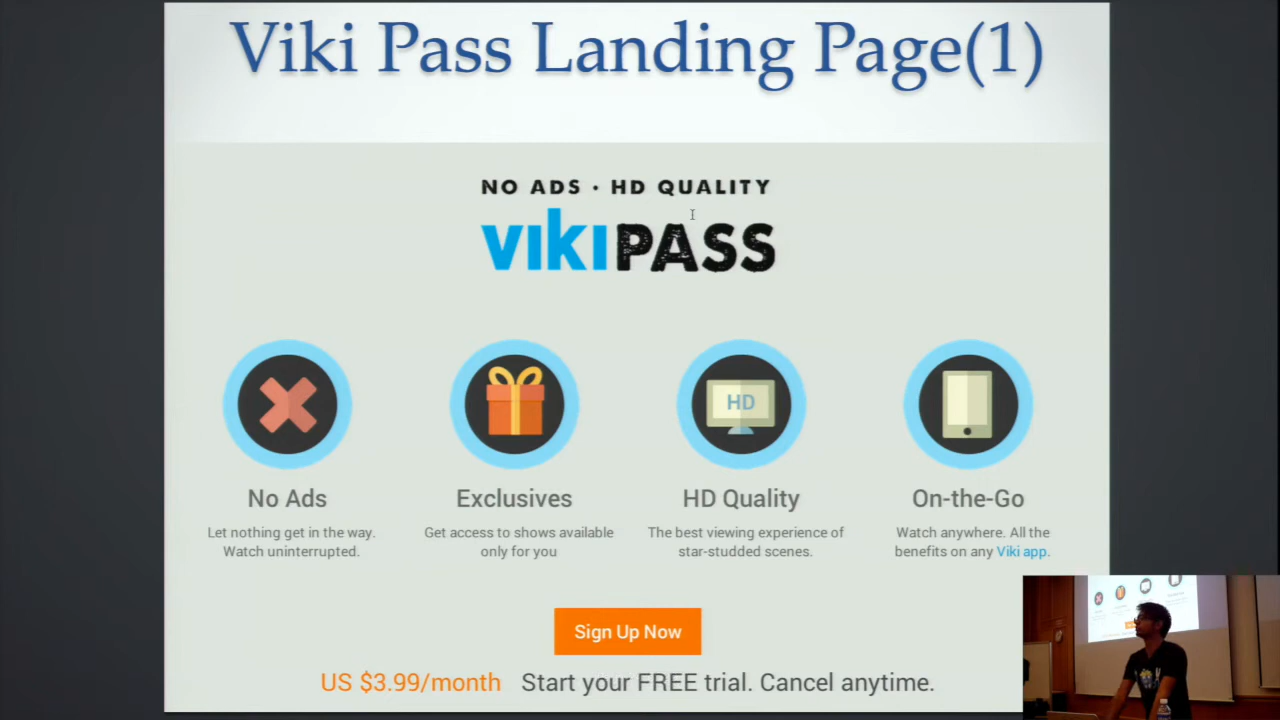 Viki Pass Landing Page(1)
NO ADS · HD QUALITY
VIKIPASS
HD
No Ads
Let nothing get in the way.
Watch uninterrupted.
Exclusives
Get access to shows available
only for you
HD Quality
The best viewing experience of
star-studded scenes.
On-the-Go
Watch anywhere. All the
benefits on any Viki app.
Sign Up Now
US $3.99/month Start your FREE trial. Cancel anytime.